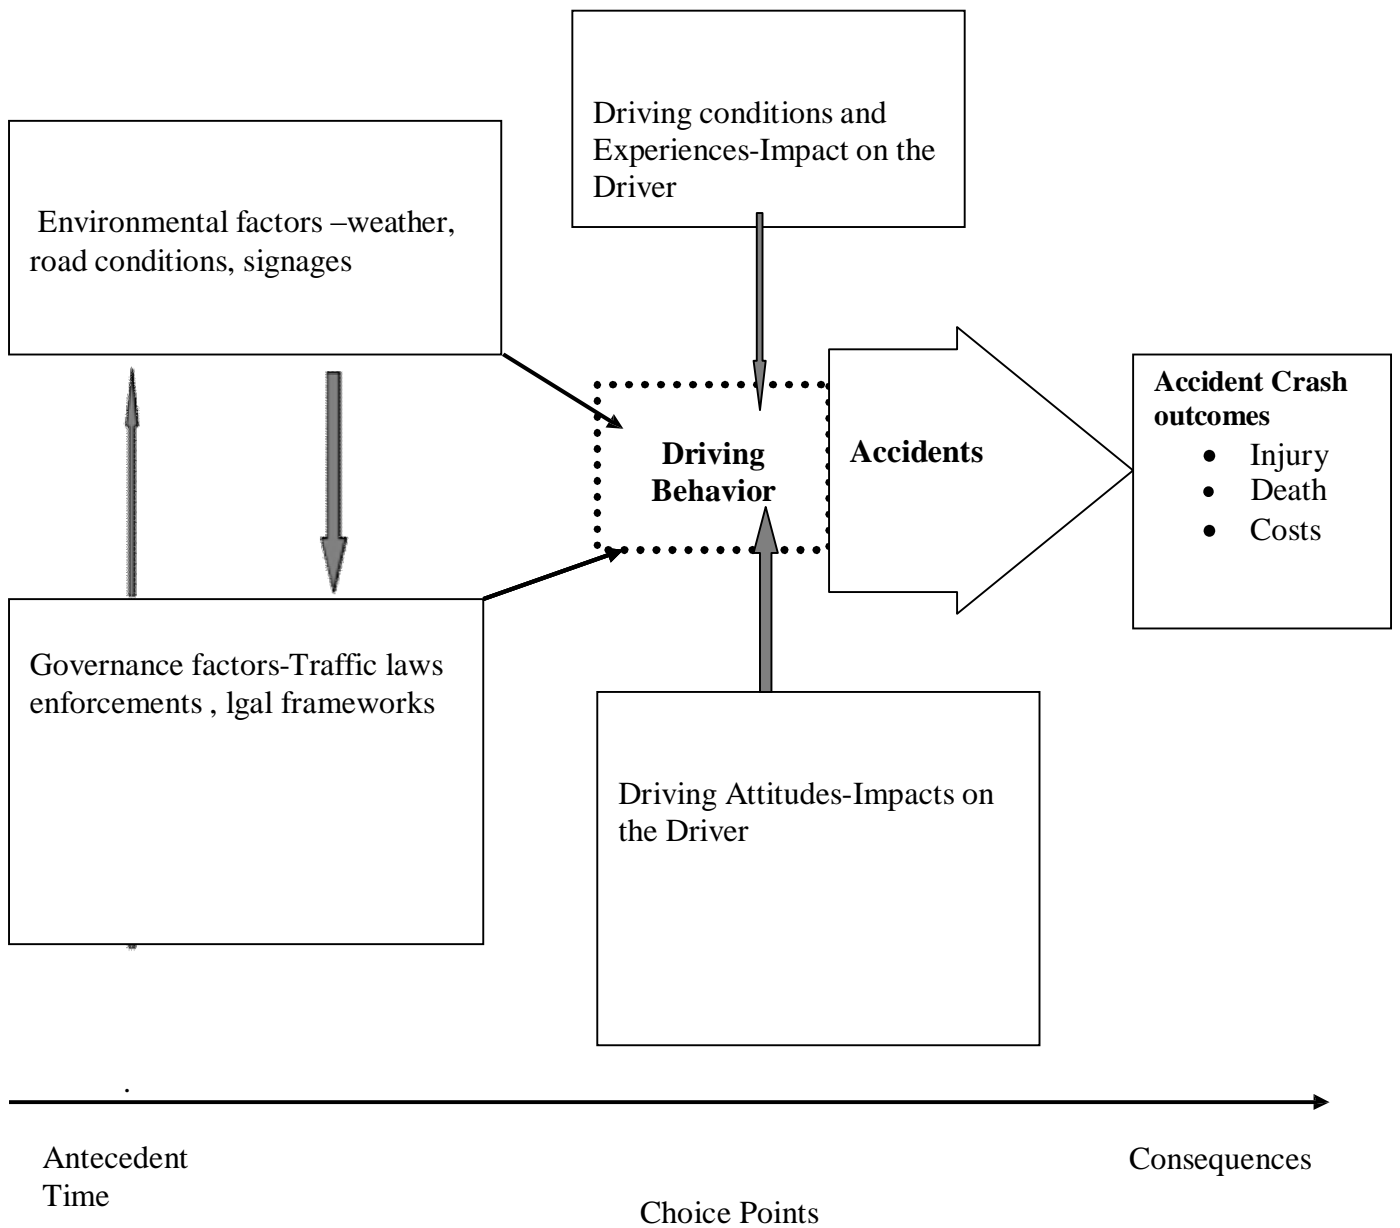 Driving conditions and
Experiences-Impact on the
Driver
Environmental factors –weather,
road conditions, signages
Driving
Behavior
Accidents
Accident Crash
outcomes
● Injury
● Death
● Costs
Governance factors-Traffic laws
enforcements , lgal frameworks
Driving Attitudes-Impacts on
the Driver
.
Antecedent
Time
Choice Points
Consequences